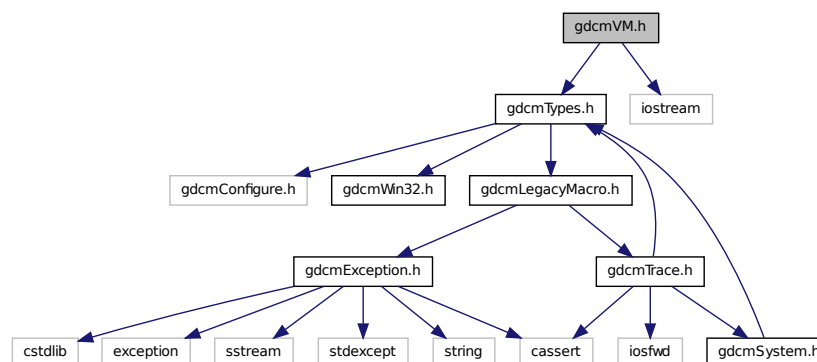 gdcmVM.h
gdcmTypes.h
iostream
gdcmConfigure.h
gdcmWin32.h
gdcmLegacyMacro.h
gdcmException.h
gdcmTrace.h
cstdlib
exception
sstream
stdexcept
string
cassert
iosfwd
gdcmSystem.h